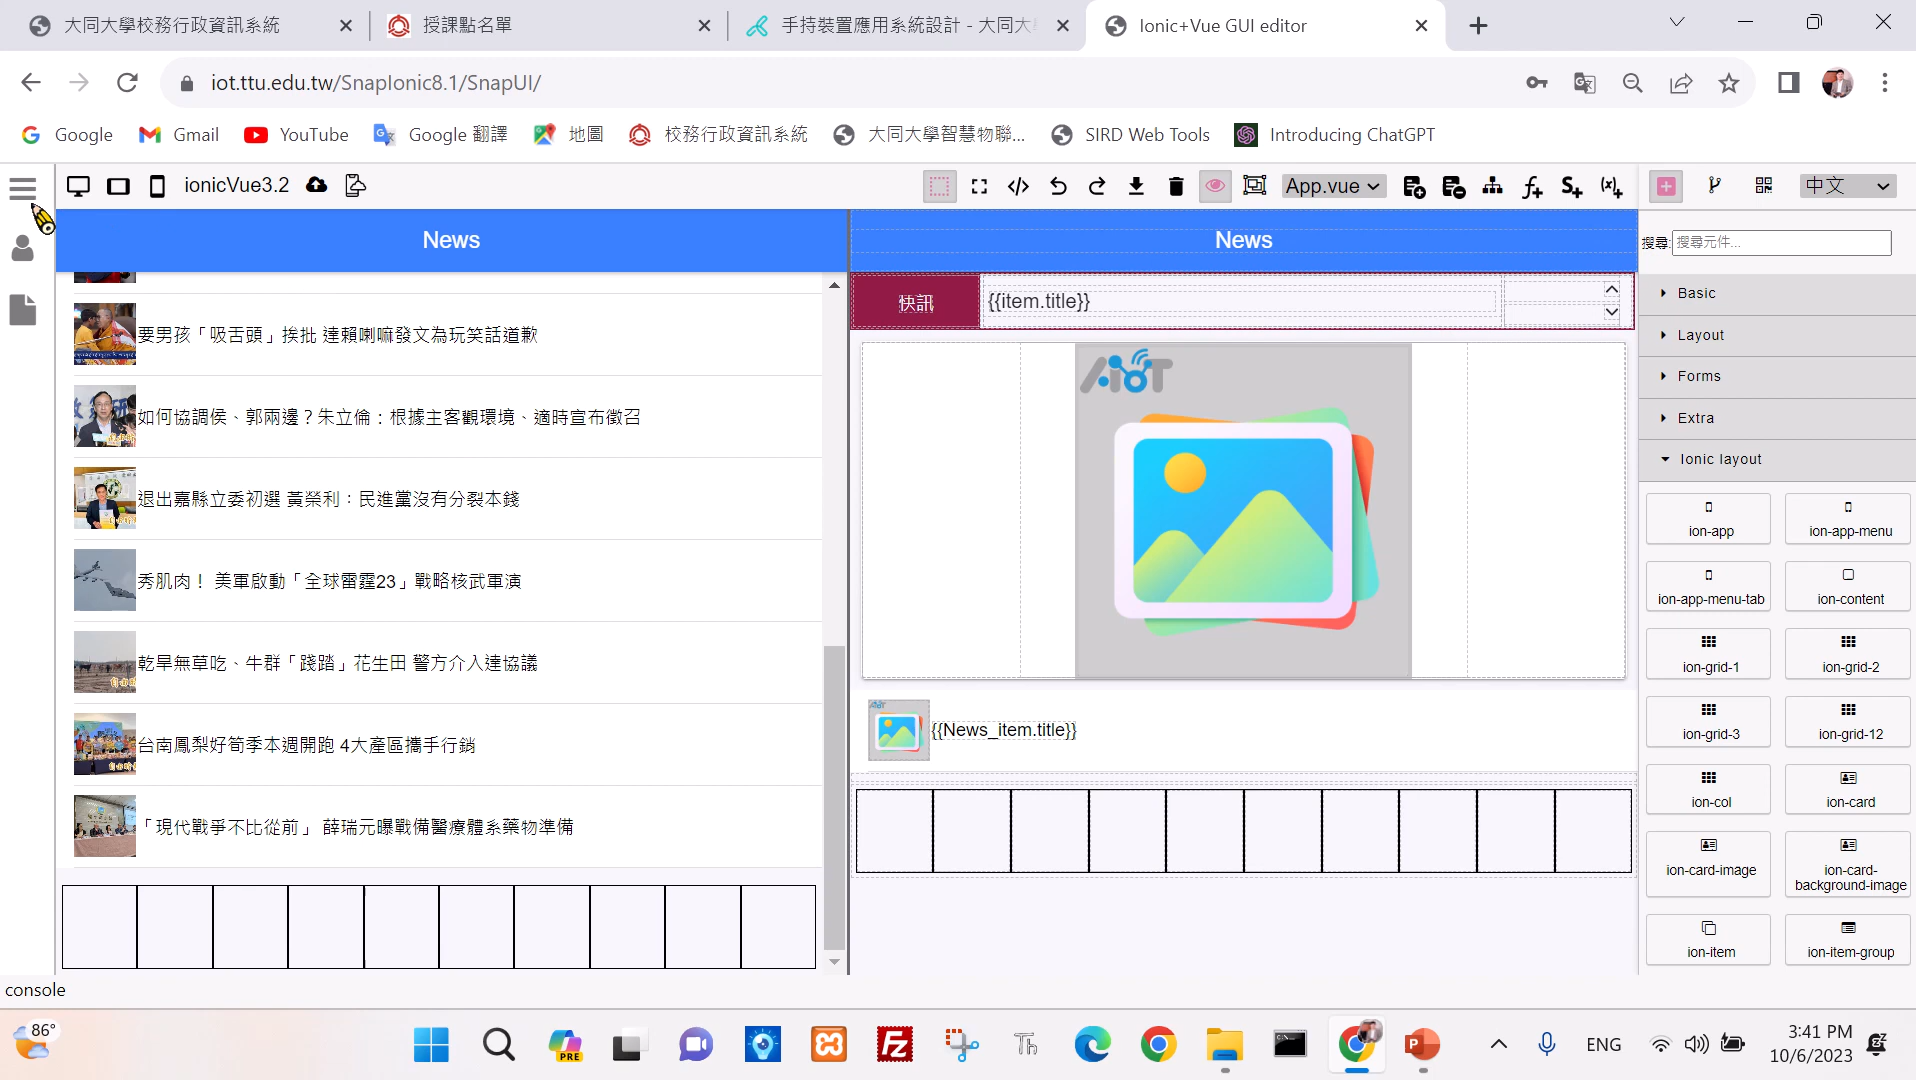 大同大學校務行政資訊系統
授課點名單
手持裝置應用系統設計 - 大同大
Ionic+Vue GUI editor
iot.ttu.edu.tw/SnapIonic8.1/SnapUI/
Google
Gmail
YouTube
Google 翻譯
地圖
校務行政資訊系統
大同大學智慧物聯...
SIRD Web Tools
Introducing ChatGPT
ionicVue3.2
App.vue
中文
News
News
搜尋:
搜尋元件...
快訊
{{item.title}}
Basic
Layout
Forms
Extra
Ionic layout
要男孩「吸舌頭」挨批 達賴喇嘛發文為玩笑話道歉
如何協調侯、郭兩邊？朱立倫：根據主客觀環境、適時宣布徵召
退出嘉縣立委初選 黃榮利：民進黨沒有分裂本錢
秀肌肉！ 美軍啟動「全球雷霆23」戰略核武軍演
乾旱無草吃、牛群「踐踏」花生田 警方介入達協議
台南鳳梨好筍季本週開跑 4大產區攜手行銷
「現代戰爭不比從前」 薛瑞元曝戰備醫療體系藥物準備
AIOT
{{News_item.title}}
ion-app
ion-app-menu
ion-app-menu-tab
ion-content
ion-grid-1
ion-grid-2
ion-grid-3
ion-grid-12
ion-col
ion-card
ion-card-image
ion-card-
background-image
ion-item
ion-item-group
console
86°
PRE
Th
ENG
3:41 PM
10/6/2023